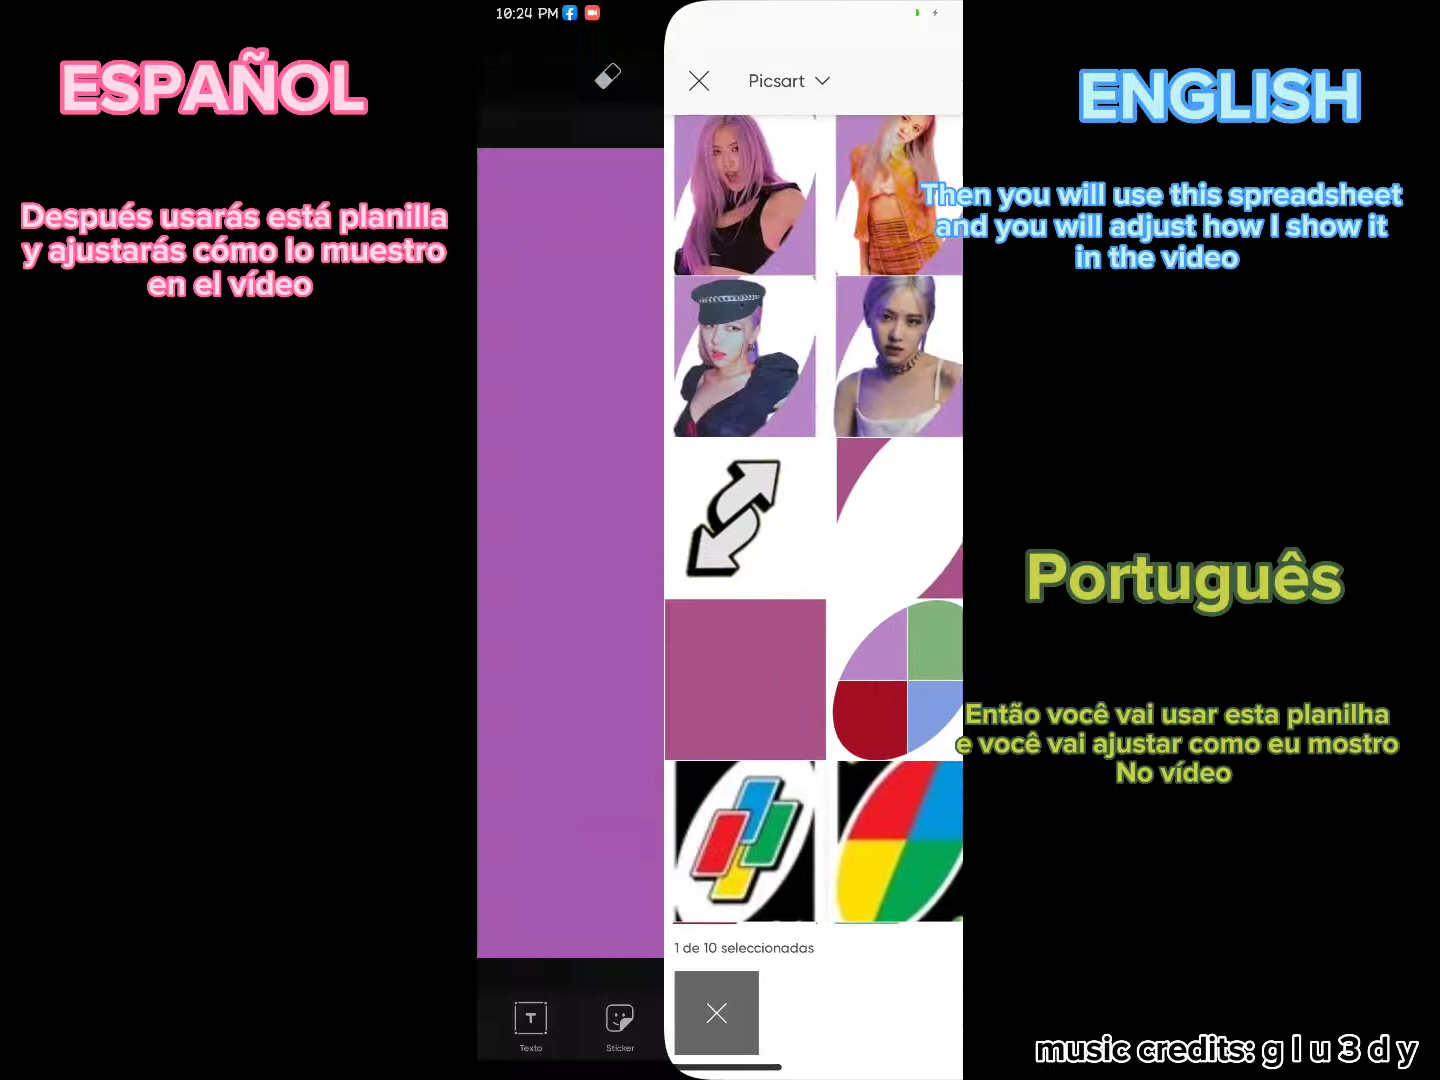 10:24 PM
ESPAÑOL
Después usarás está planilla
y ajustarás cómo lo muestro
en el vídeo
Picsart
1 de 10 seleccionadas
Texto
Sticker
ENGLISH
Then you will use this spreadsheet
and you will adjust how I show it
in the video
Português
Então você vai usar esta planilha
e você vai ajustar como eu mostro
No vídeo
music credits: g l u 3 d y